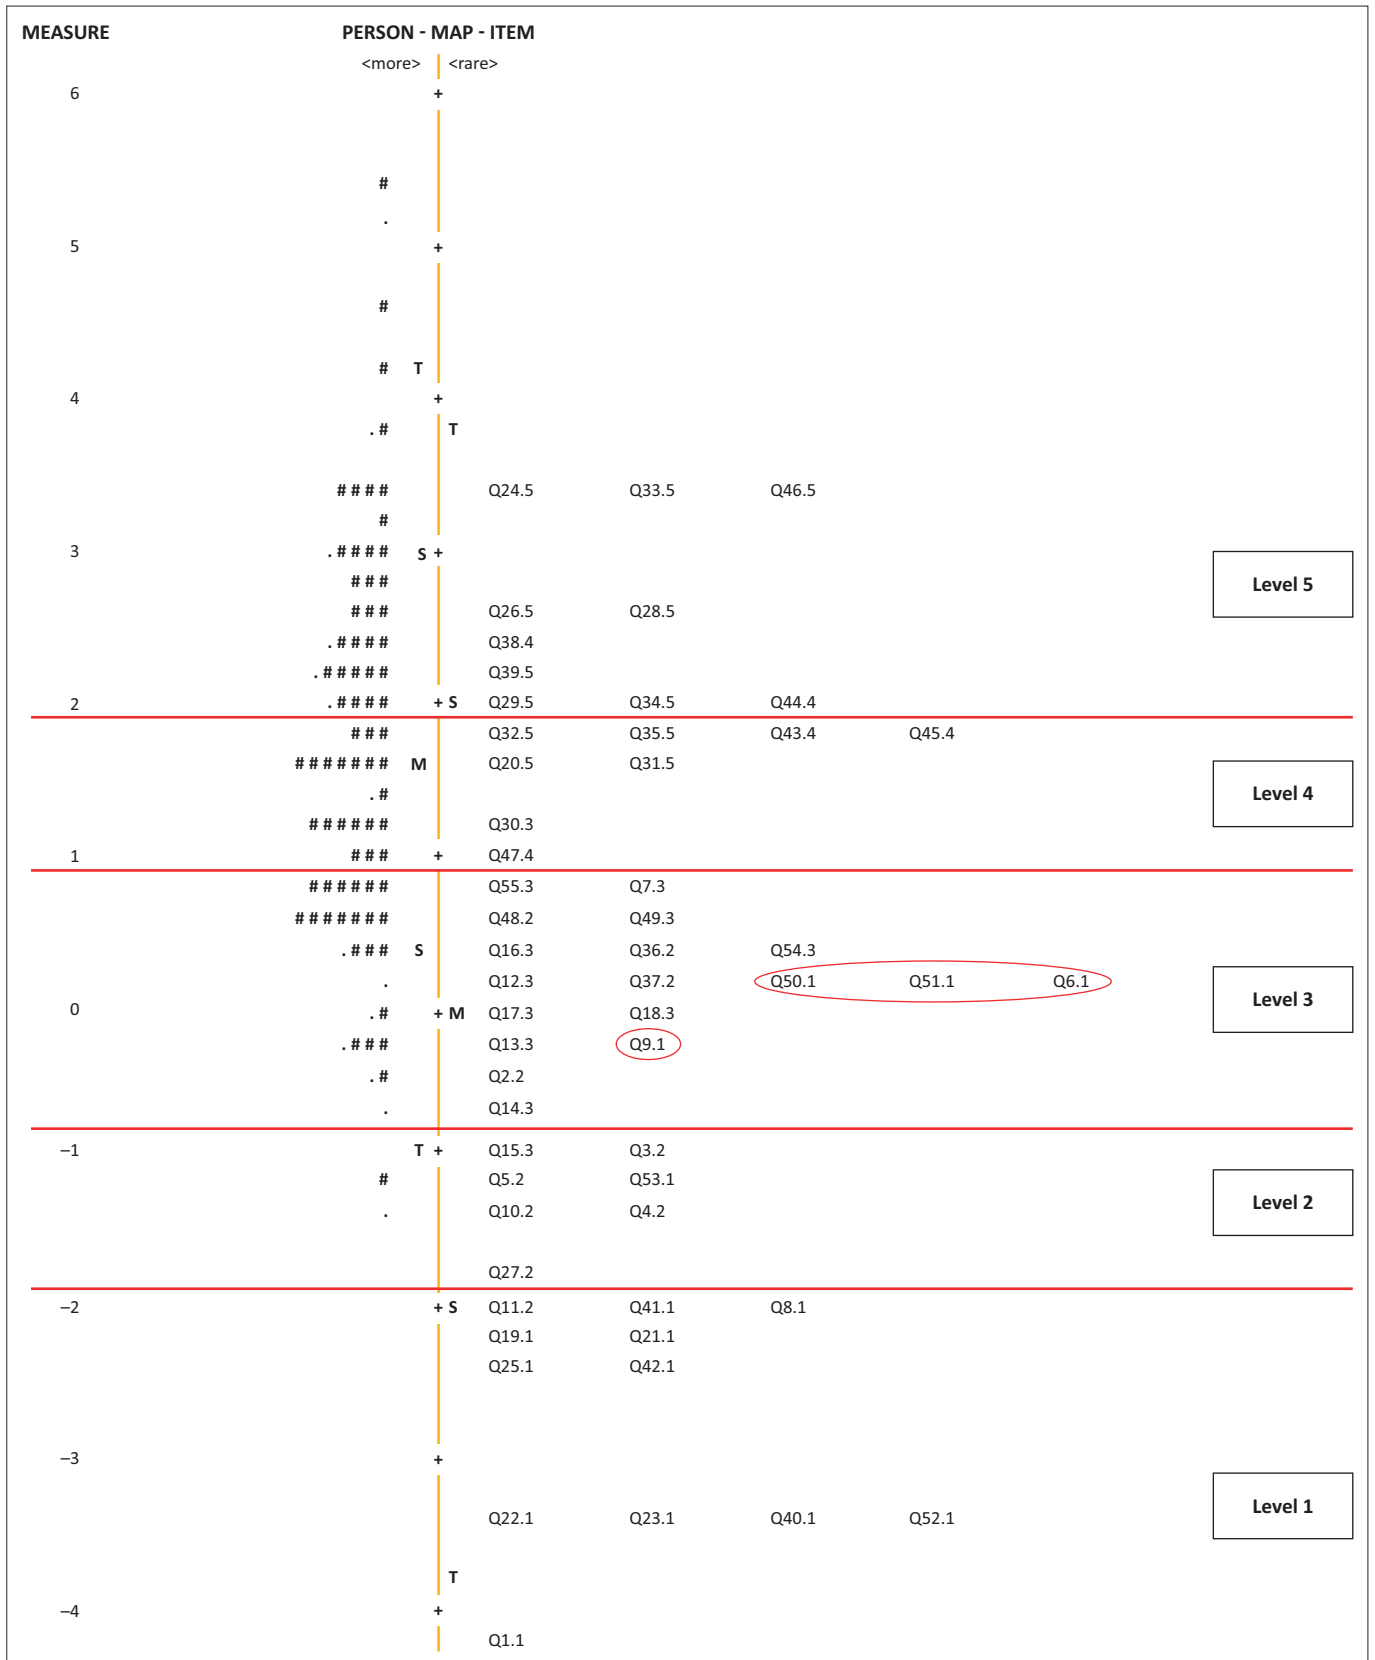 MEASURE PERSON - MAP - ITEM
<more> <rare>
6 +
#
.
5 +
#
# T
4 +
.# T
#### Q24.5 Q33.5 Q46.5
#
3 .#### S +
###
Level 5
### Q26.5 Q28.5
.#### Q38.4
.##### Q39.5
2 .#### + S Q29.5 Q34.5 Q44.4
### Q32.5 Q35.5 Q43.4 Q45.4
####### M Q20.5 Q31.5
.#
Level 4
###### Q30.3
1 ### + Q47.4
###### Q55.3 Q7.3
####### Q48.2 Q49.3
.### S Q16.3 Q36.2 Q54.3
. Q12.3 Q37.2 Q50.1 Q51.1 Q6.1
Level 3
0 .# + M Q17.3 Q18.3
.### Q13.3 Q9.1
.# Q2.2
. Q14.3
–1 T + Q15.3 Q3.2
# Q5.2 Q53.1
Level 2
. Q10.2 Q4.2
Q27.2
–2 + S Q11.2 Q41.1 Q8.1
Q19.1 Q21.1
Q25.1 Q42.1
–3 +
Level 1
Q22.1 Q23.1 Q40.1 Q52.1
T
–4 +
Q1.1